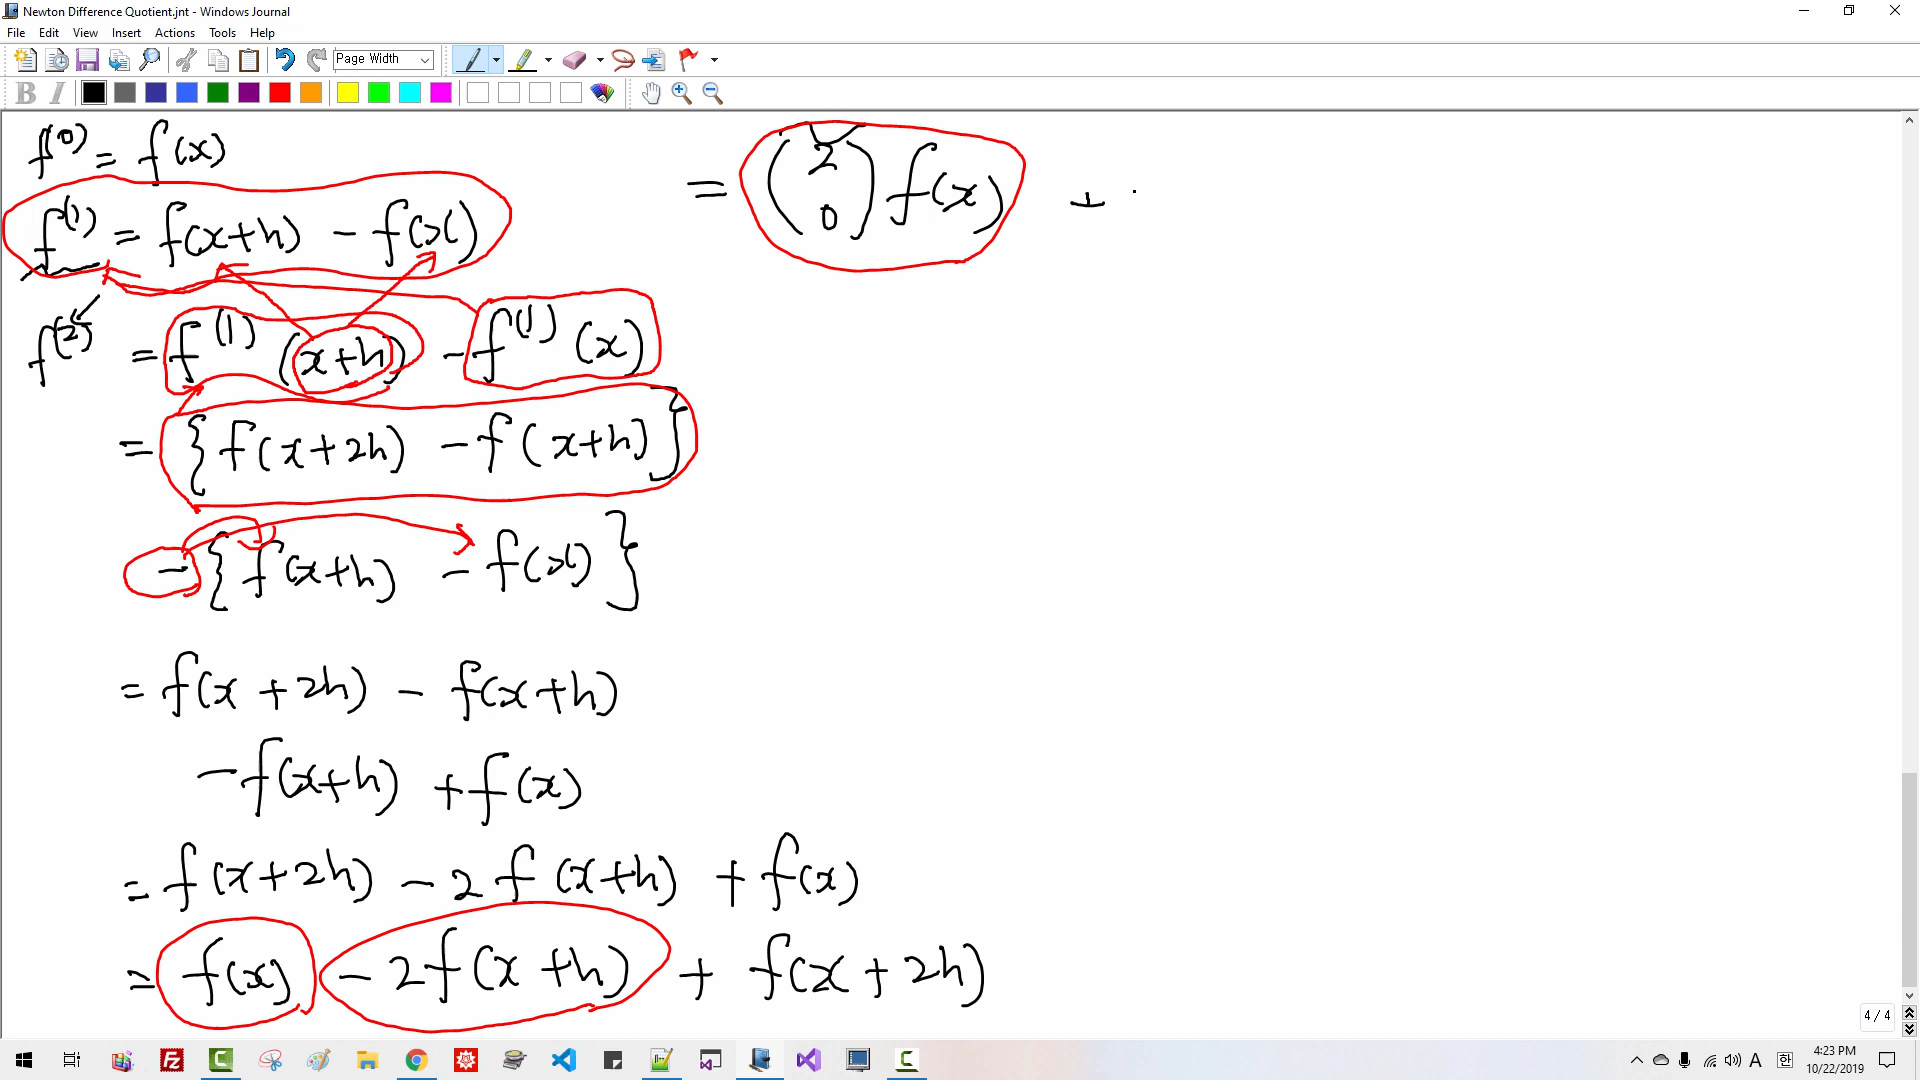 Newton Difference Quotient.jnt - Windows Journal
File Edit View Insert Actions Tools Help
Page Width
B I
f^(0) = f(x)
f^(1) = f(x+h) - f(x)
f^(2) = f^(1) (x+h) - f^(1) (x)
= {f(x+2h) - f(x+h)}
- {f(x+h) - f(x)}
= f(x+2h) - f(x+h)
- f(x+h) + f(x)
= f(x+2h) - 2f(x+h) + f(x)
= f(x) - 2f(x+h) + f(x+2h)
= (2 0) f(x) +
4 / 4
A 한 4:23 PM
10/22/2019